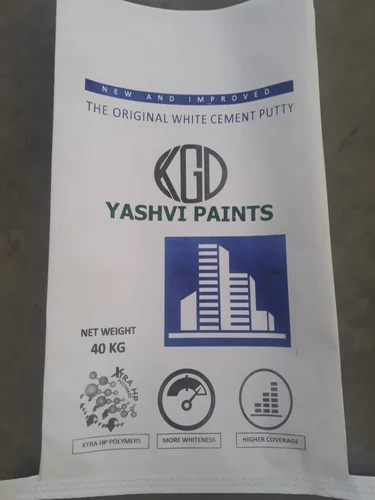 NEW AND IMPROVED
THE ORIGINAL WHITE CEMENT PUTTY
KGD
YASHVI PAINTS
NET WEIGHT
40 KG
XTRA HP
XTRA HP POLYMERS
MORE WHITENESS
HIGHER COVERAGE